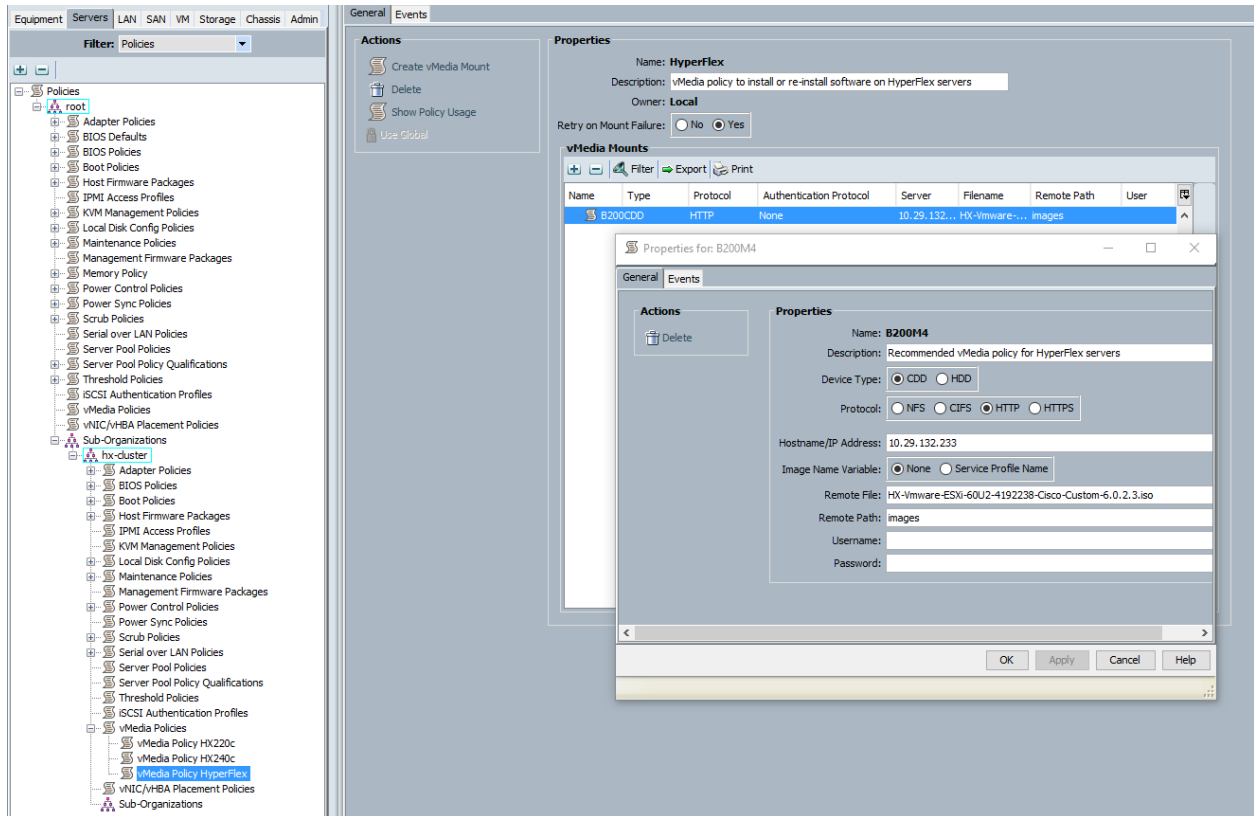 Equipment Servers LAN SAN VM Storage Chassis Admin
Filter: Policies
Policies
root
Adapter Policies
BIOS Defaults
BIOS Policies
Boot Policies
Host Firmware Packages
IPMI Access Profiles
KVM Management Policies
Local Disk Config Policies
Maintenance Policies
Management Firmware Packages
Memory Policy
Power Control Policies
Power Sync Policies
Scrub Policies
Serial over LAN Policies
Server Pool Policies
Server Pool Policy Qualifications
Threshold Policies
iSCSI Authentication Profiles
vMedia Policies
vNIC/vHBA Placement Policies
Sub-Organizations
hx-cluster
Adapter Policies
BIOS Policies
Boot Policies
Host Firmware Packages
IPMI Access Profiles
KVM Management Policies
Local Disk Config Policies
Maintenance Policies
Management Firmware Packages
Power Control Policies
Power Sync Policies
Scrub Policies
Serial over LAN Policies
Server Pool Policies
Server Pool Policy Qualifications
Threshold Policies
iSCSI Authentication Profiles
vMedia Policies
vMedia Policy HX220c
vMedia Policy HX240c
vMedia Policy HyperFlex
vNIC/vHBA Placement Policies
Sub-Organizations
General Events
Actions
Create vMedia Mount
Delete
Show Policy Usage
Use Global
Properties
Name: HyperFlex
Description: vMedia policy to install or re-install software on HyperFlex servers
Owner: Local
Retry on Mount Failure: No Yes
vMedia Mounts
Filter Export Print
Name Type Protocol Authentication Protocol Server Filename Remote Path User
B200CDD HTTP None 10.29.132... HX-Vmware-... images
Properties for: B200M4
General Events
Actions
Delete
Properties
Name: B200M4
Description: Recommended vMedia policy for HyperFlex servers
Device Type: CDD HDD
Protocol: NFS CIFS HTTP HTTPS
Hostname/IP Address: 10.29.132.233
Image Name Variable: None Service Profile Name
Remote File: HX-Vmware-ESXi-60U2-4192238-Cisco-Custom-6.0.2.3.iso
Remote Path: images
Username:
Password:
OK Apply Cancel Help